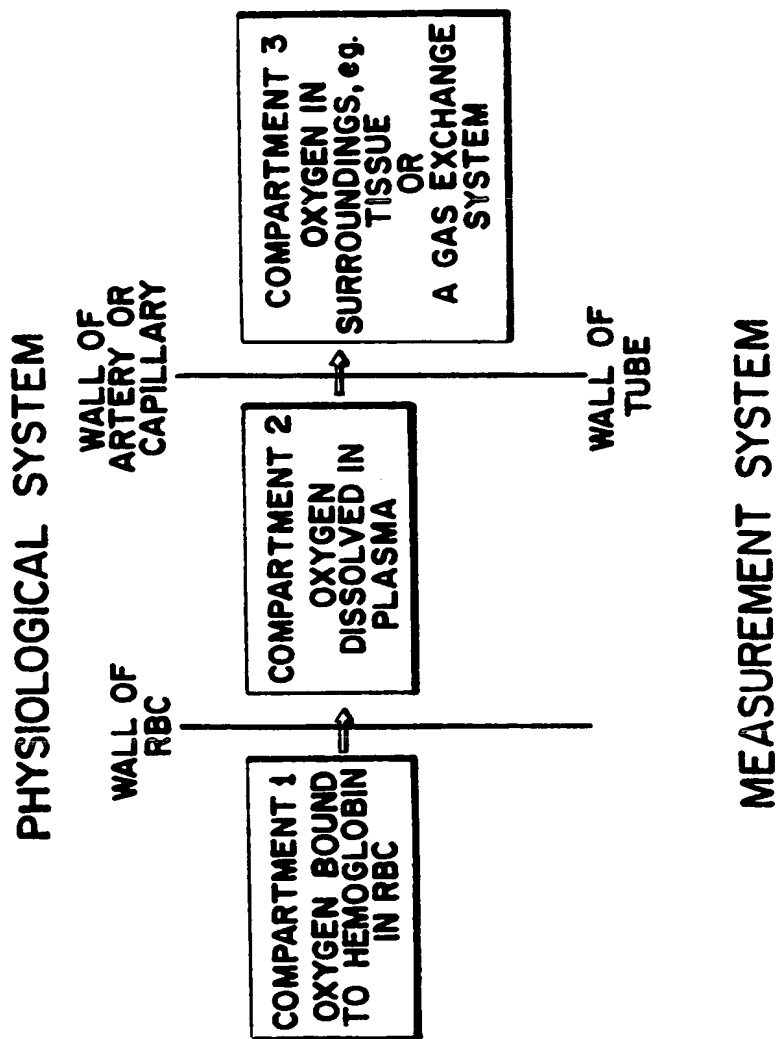 PHYSIOLOGICAL SYSTEM
WALL OF
RBC
WALL OF
ARTERY OR
CAPILLARY
COMPARTMENT 1
OXYGEN BOUND
TO HEMOGLOBIN
IN RBC
COMPARTMENT 2
OXYGEN
DISSOLVED IN
PLASMA
COMPARTMENT 3
OXYGEN IN
SURROUNDINGS, eg.
TISSUE
OR
A GAS EXCHANGE
SYSTEM
WALL OF
TUBE
MEASUREMENT SYSTEM